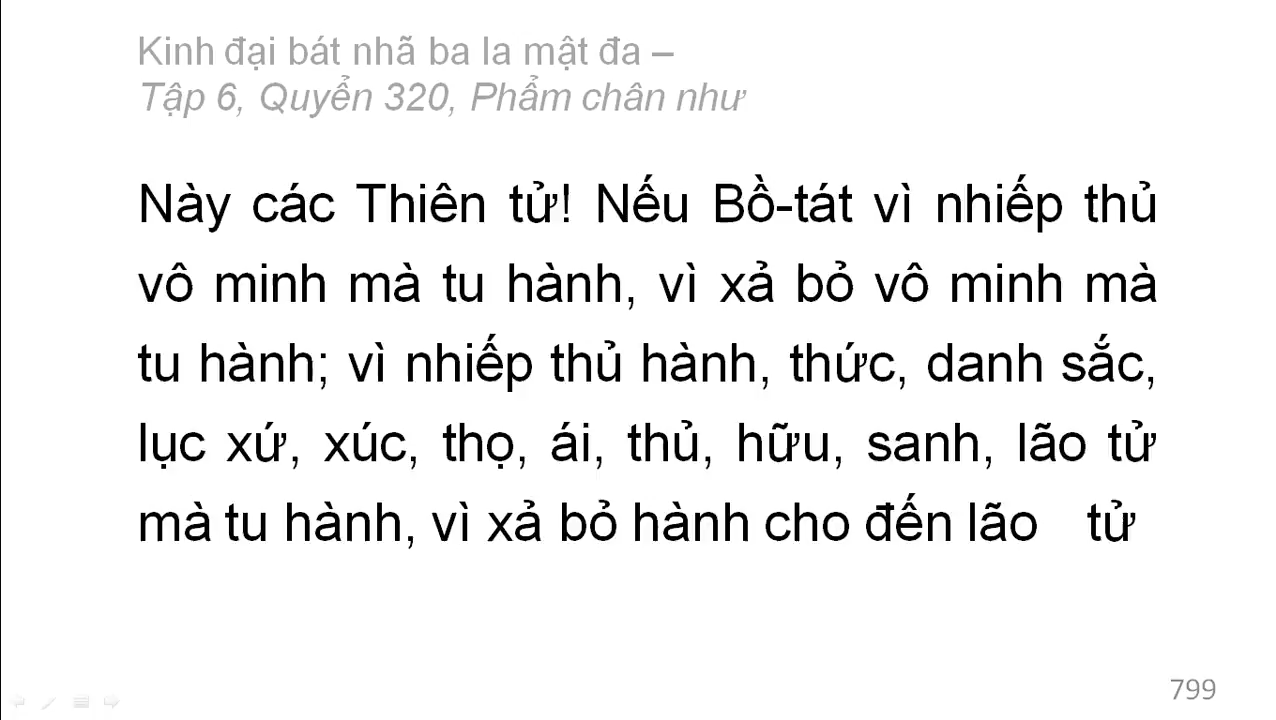 Kinh đại bát nhã ba la mật đa –
Tập 6, Quyển 320, Phẩm chân như
Này các Thiên tử! Nếu Bồ-tát vì nhiếp thủ
vô minh mà tu hành, vì xả bỏ vô minh mà
tu hành; vì nhiếp thủ hành, thức, danh sắc,
lục xứ, xúc, thọ, ái, thủ, hữu, sanh, lão tử
mà tu hành, vì xả bỏ hành cho đến lão tử
799